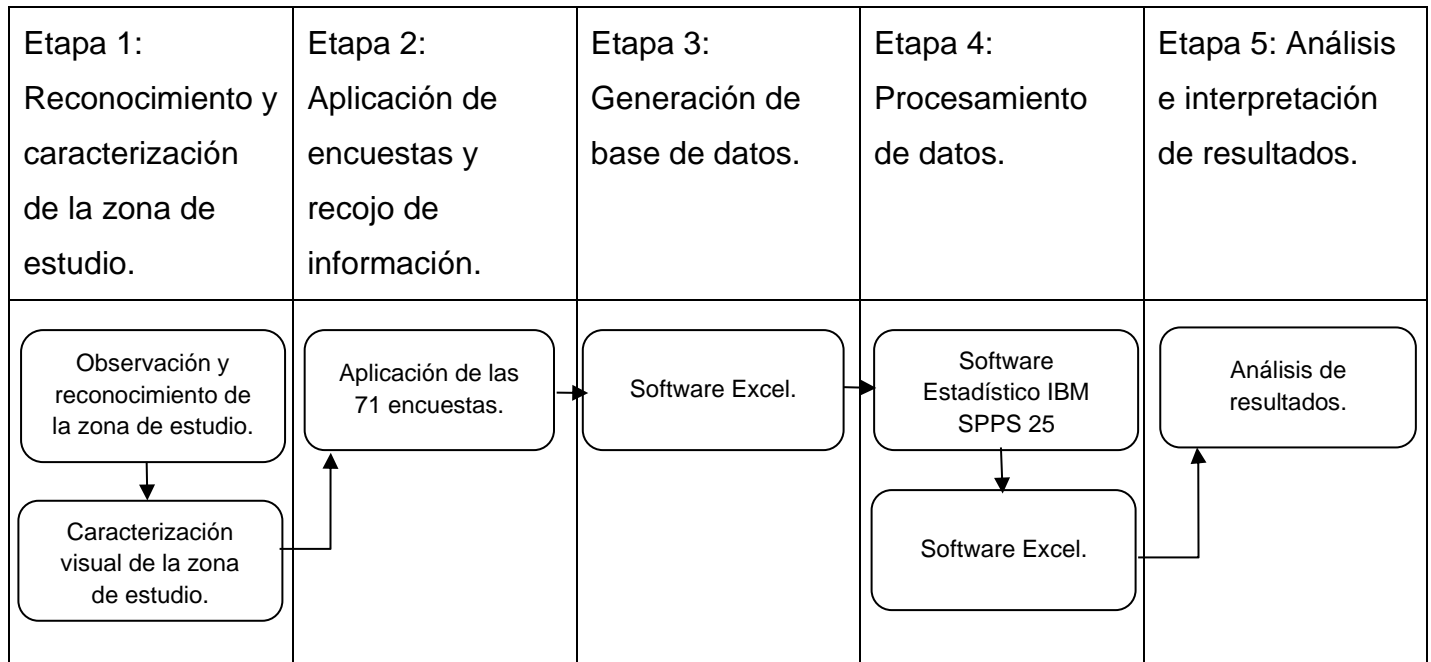 Etapa 1:
Reconocimiento y
caracterización
de la zona de
estudio.
Etapa 2:
Aplicación de
encuestas y
recojo de
información.
Etapa 3:
Generación de
base de datos.
Etapa 4:
Procesamiento
de datos.
Etapa 5: Análisis
e interpretación
de resultados.
Observación y
reconocimiento de
la zona de estudio.
Caracterización
visual de la zona
de estudio.
Aplicación de las
71 encuestas.
Software Excel.
Software
Estadístico IBM
SPPS 25
Software Excel.
Análisis de
resultados.